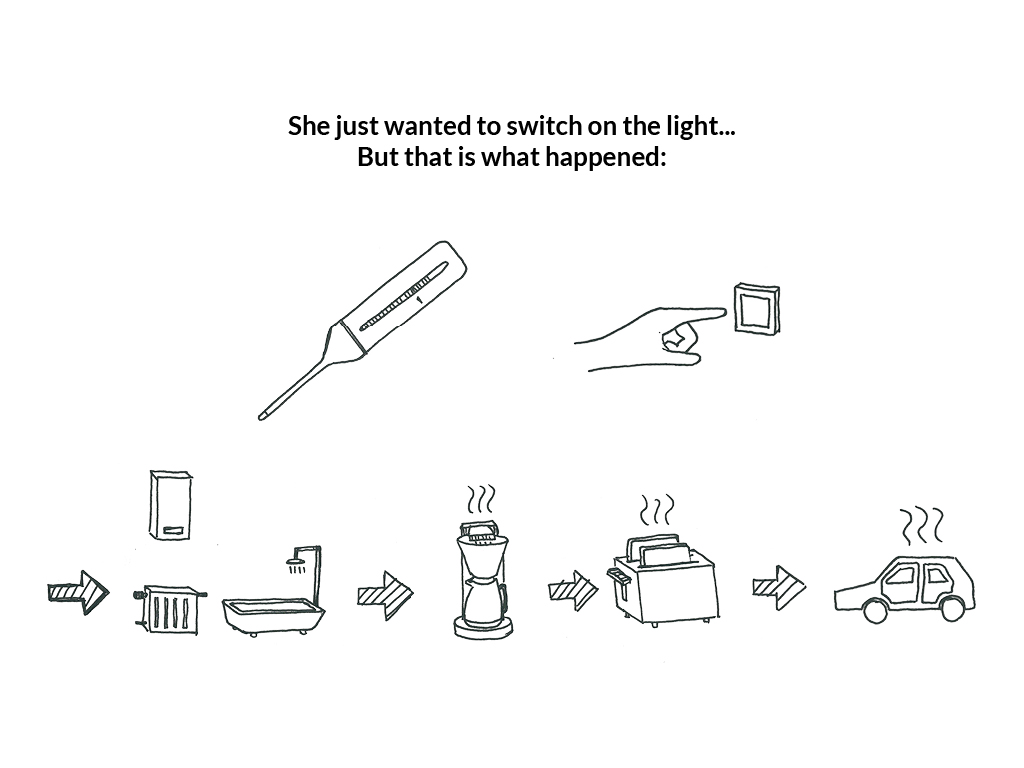 She just wanted to switch on the light...
But that is what happened: